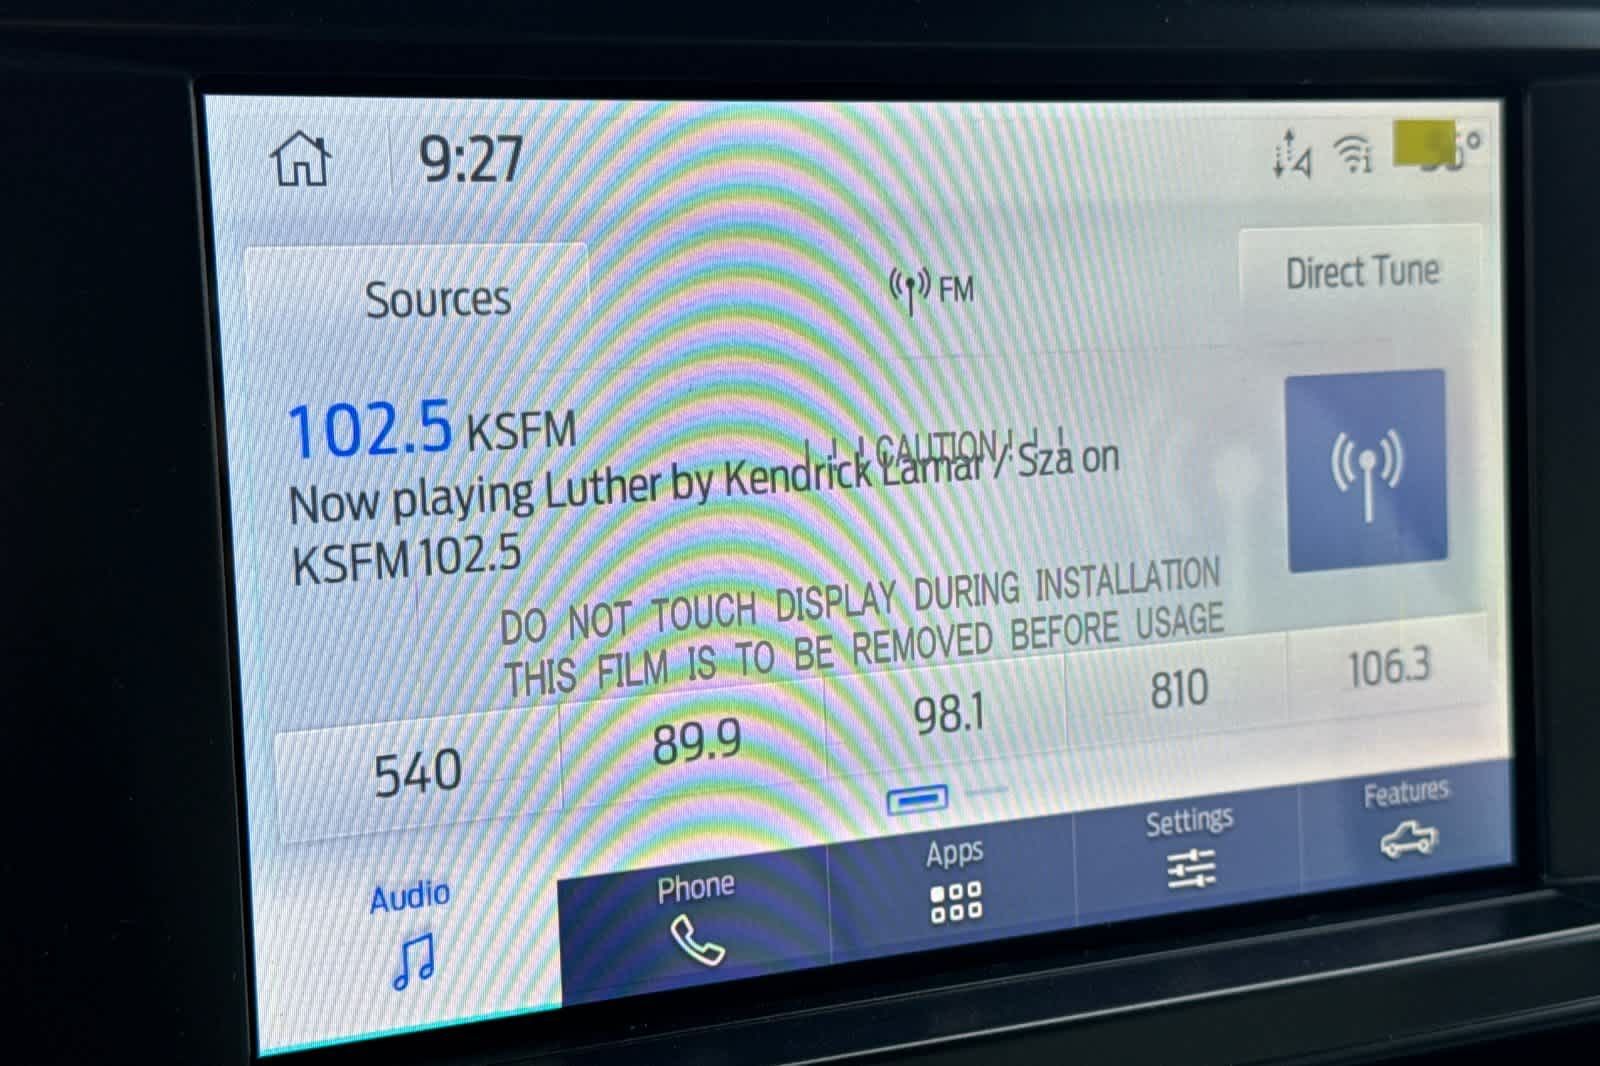 9:27
Sources
FM
Direct Tune
102.5 KSFM
! ! ! CAUTION ! ! !
Now playing Luther by Kendrick Lamar / Sza on
KSFM 102.5
DO NOT TOUCH DISPLAY DURING INSTALLATION
THIS FILM IS TO BE REMOVED BEFORE USAGE
540
89.9
98.1
810
106.3
Audio
Phone
Apps
Settings
Features